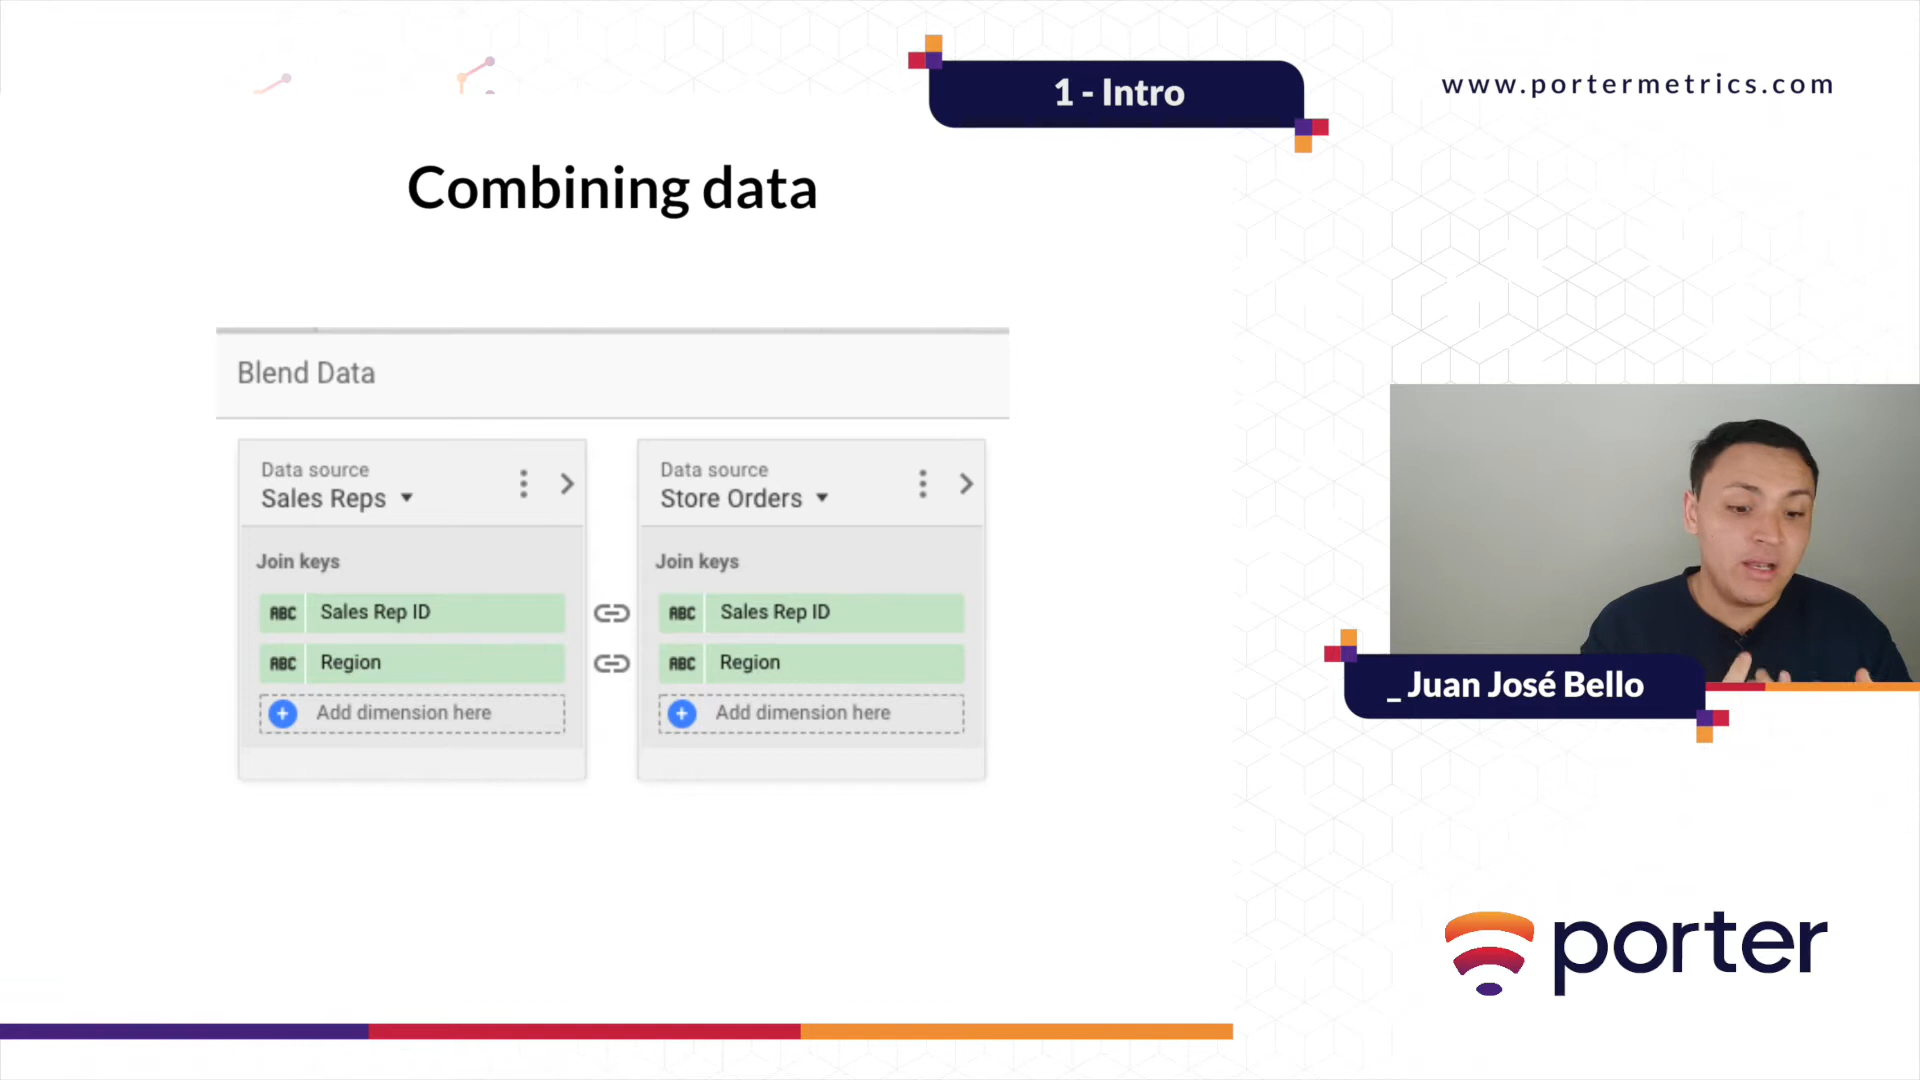 1 - Intro
www.portermetrics.com
Combining data
Blend Data
Data source
Sales Reps
Join keys
ABC Sales Rep ID
ABC Region
Add dimension here
Data source
Store Orders
Join keys
ABC Sales Rep ID
ABC Region
Add dimension here
_ Juan José Bello
porter